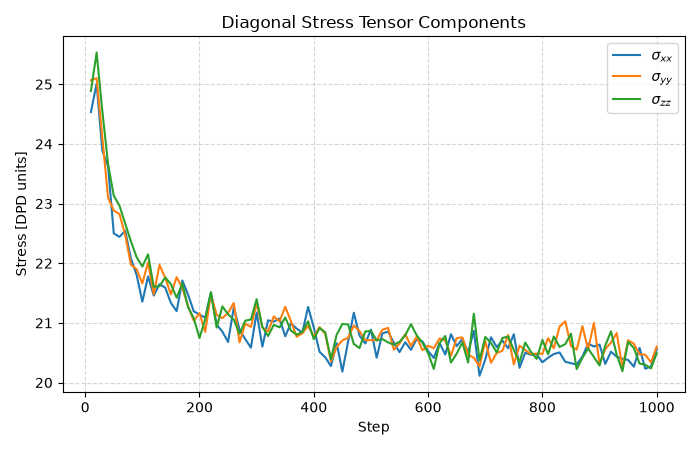 Diagonal Stress Tensor Components
σxx
σyy
σzz
Stress [DPD units]
25
24
23
22
21
20
0 200 400 600 800 1000
Step